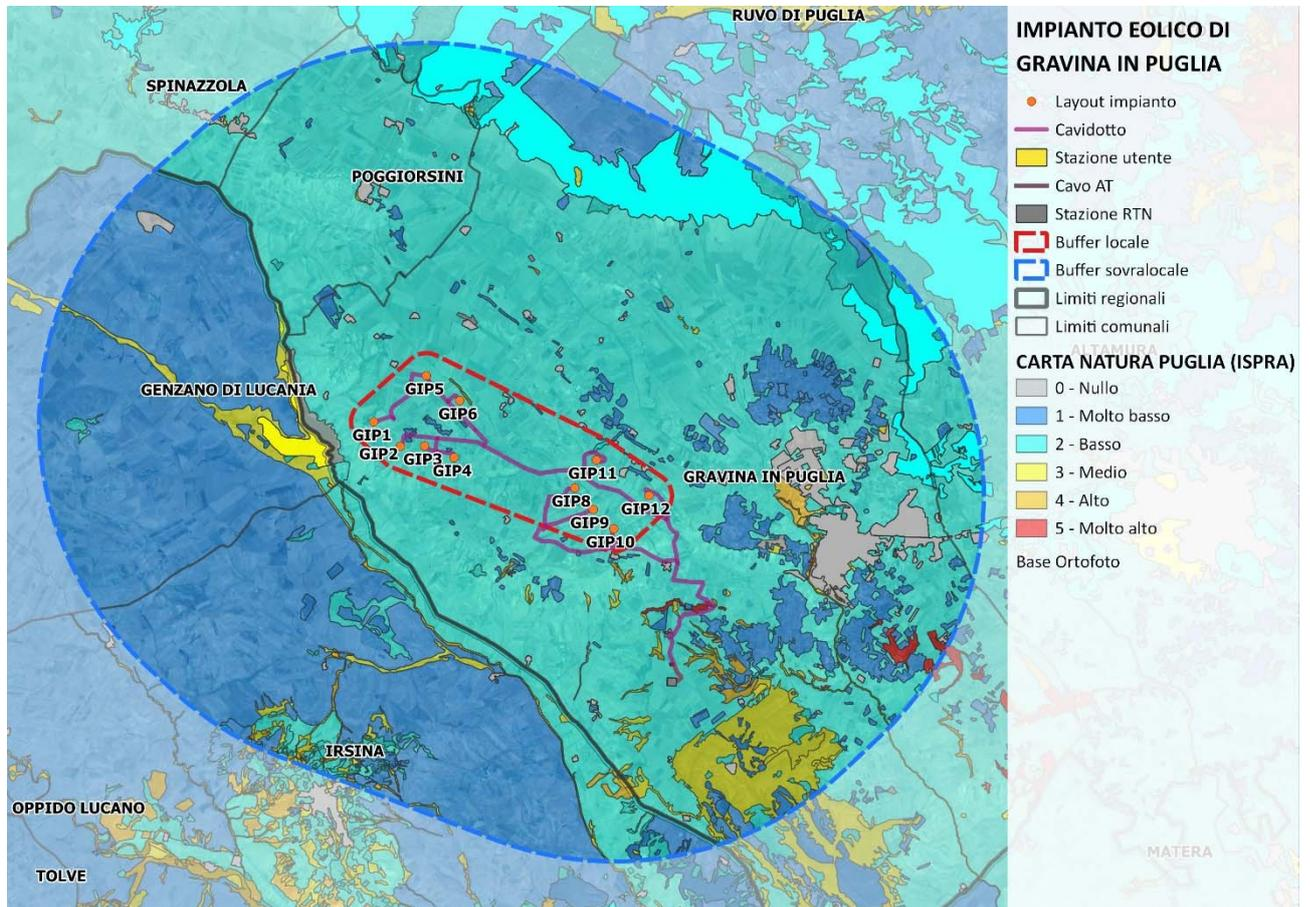 RUVO DI PUGLIA
SPINAZZOLA
POGGIORSINI
GENZANO DI LUCANIA
GIP5
GIP6
GIP1
GIP2
GIP3
GIP4
GIP11
GRAVINA IN PUGLIA
GIP8
GIP12
GIP9
GIP10
IRSINA
OPPIDO LUCANO
TOLVE
IMPIANTO EOLICO DI
GRAVINA IN PUGLIA
Layout impianto
Cavidotto
Stazione utente
Cavo AT
Stazione RTN
Buffer locale
Buffer sovralocale
Limiti regionali
Limiti comunali
ALTAMURA
CARTA NATURA PUGLIA (ISPRA)
0 - Nullo
1 - Molto basso
2 - Basso
3 - Medio
4 - Alto
5 - Molto alto
Base Ortofoto
MATERA